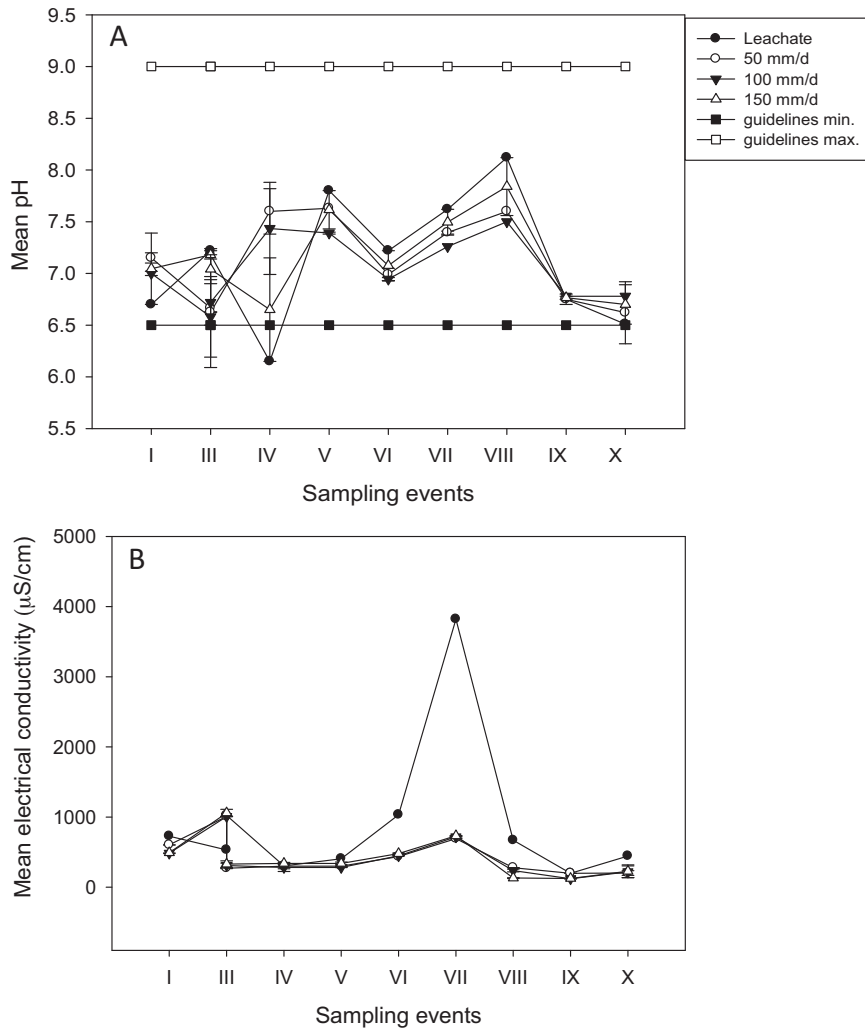 A
9.5
9.0
8.5
8.0
7.5
7.0
6.5
6.0
5.5
Mean pH
I III IV V VI VII VIII IX X
Sampling events
Leachate
50 mm/d
100 mm/d
150 mm/d
guidelines min.
guidelines max.
B
5000
4000
3000
2000
1000
0
Mean electrical conductivity (μS/cm)
I III IV V VI VII VIII IX X
Sampling events